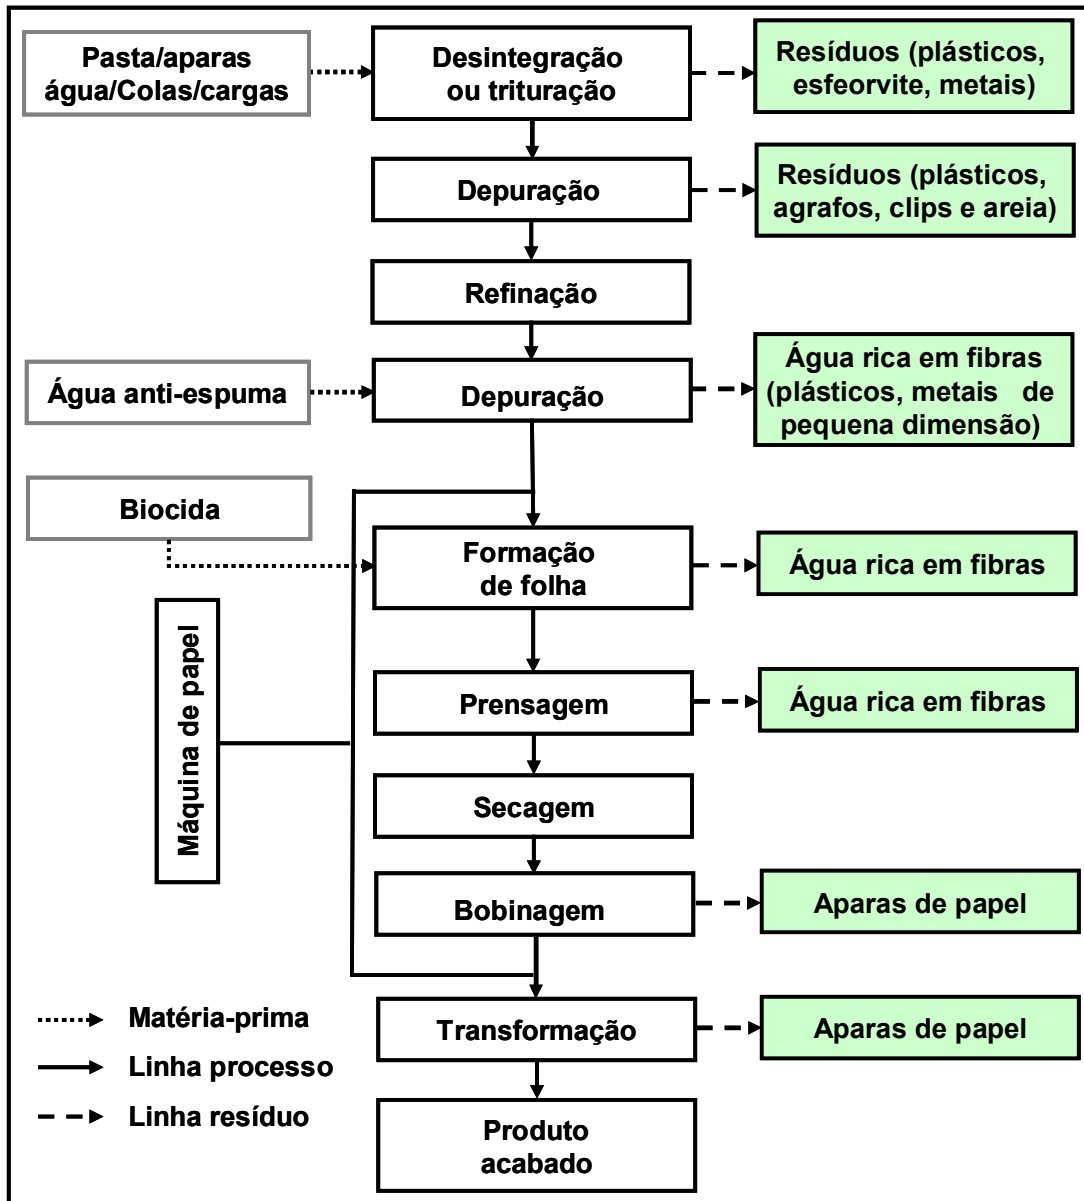 Pasta/aparas
água/Colas/cargas
Desintegração
ou trituração
Resíduos (plásticos,
esfeorvite, metais)
Depuração
Resíduos (plásticos,
agrafos, clips e areia)
Refinação
Água anti-espuma
Depuração
Água rica em fibras
(plásticos, metais de
pequena dimensão)
Biocida
Formação
de folha
Água rica em fibras
Máquina de papel
Prensagem
Água rica em fibras
Secagem
Bobinagem
Aparas de papel
Transformação
Aparas de papel
Produto
acabado
Matéria-prima
Linha processo
Linha resíduo